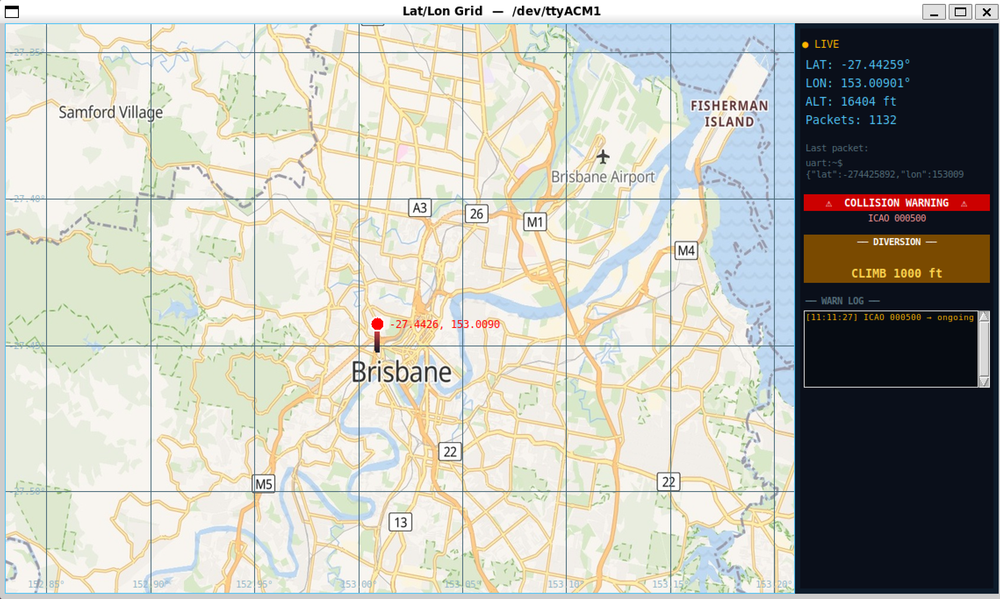 Lat/Lon Grid — /dev/ttyACM1
● LIVE
LAT: -27.44259°
LON: 153.00901°
ALT: 16404 ft
Packets: 1132
Last packet:
uart:~$
{"lat":-274425892,"lon":153009
⚠ COLLISION WARNING ⚠
ICAO 000500
—— DIVERSION ——
CLIMB 1000 ft
—— WARN LOG ——
[11:11:27] ICAO 000500 → ongoing
-27.35°
Samford Village
FISHERMAN
ISLAND
Brisbane Airport
-27.40°
A3
26
M1
M4
-27.4426, 153.0090
-27.45°
Brisbane
22
M5
22
-27.50°
13
152.85°
152.90°
152.95°
153.00°
153.05°
153.10°
153.15°
153.20°